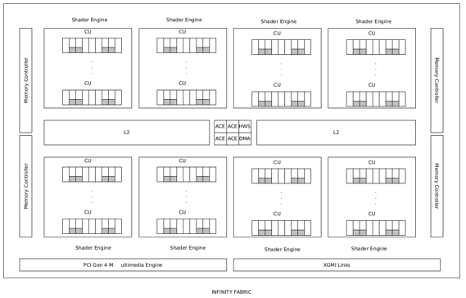 Shader Engine Shader Engine Shader Engine Shader Engine
CU CU CU CU
Memory Controller Memory Controller
CU CU CU CU
L2 ACE ACE HWS L2
ACE ACE DMA
CU CU CU CU
Memory Controller Memory Controller
CU CU CU CU
Shader Engine Shader Engine Shader Engine Shader Engine
PCI Gen 4 M ultimedia Engine XGMI Links
INFINITY FABRIC